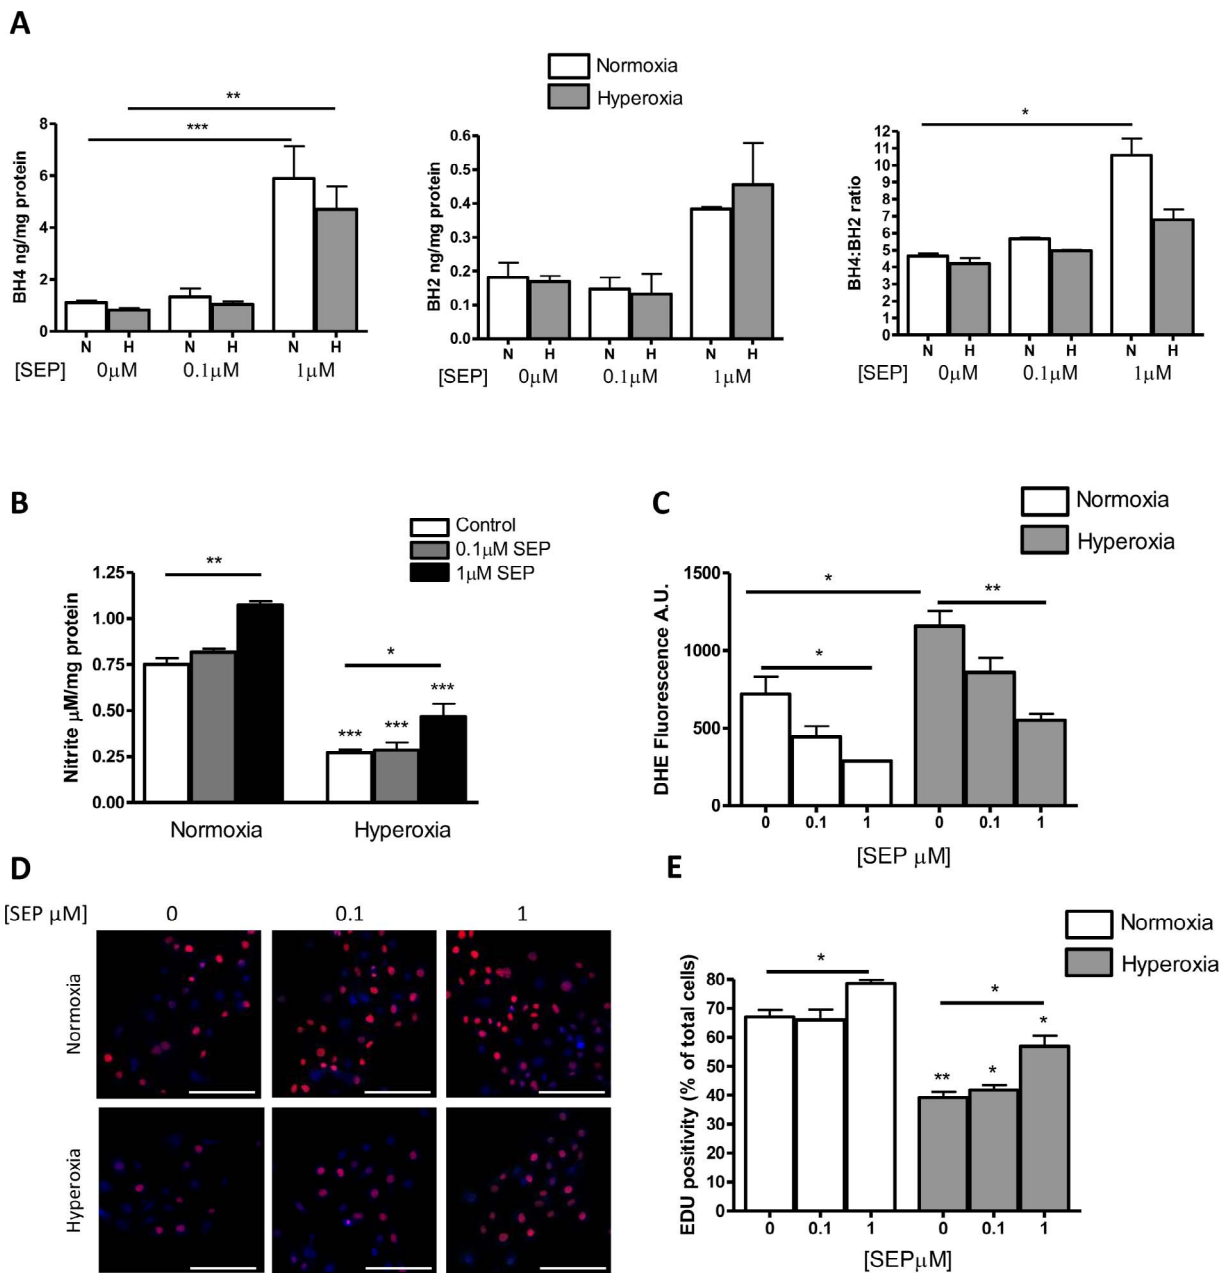 A
Normoxia
Hyperoxia
**
***
8
6
4
2
0
BH4 ng/mg protein
N H N H N H
[SEP] 0μM 0.1μM 1μM
0.6
0.5
0.4
0.3
0.2
0.1
0.0
BH2 ng/mg protein
N H N H N H
[SEP] 0μM 0.1μM 1μM
*
12
11
10
9
8
7
6
5
4
3
2
1
0
BH4:BH2 ratio
N H N H N H
[SEP] 0μM 0.1μM 1μM
B
Control
0.1μM SEP
1μM SEP
**
*
*** *** ***
1.25
1.00
0.75
0.50
0.25
0.00
Nitrite μM/mg protein
Normoxia Hyperoxia
C
Normoxia
Hyperoxia
* **
*
1500
1000
500
0
DHE Fluorescence A.U.
0 0.1 1 0 0.1 1
[SEP μM]
D
[SEP μM] 0 0.1 1
Normoxia
Hyperoxia
E
Normoxia
Hyperoxia
*
*
** * *
80
70
60
50
40
30
20
10
0
EDU positivity (% of total cells)
0 0.1 1 0 0.1 1
[SEPμM]